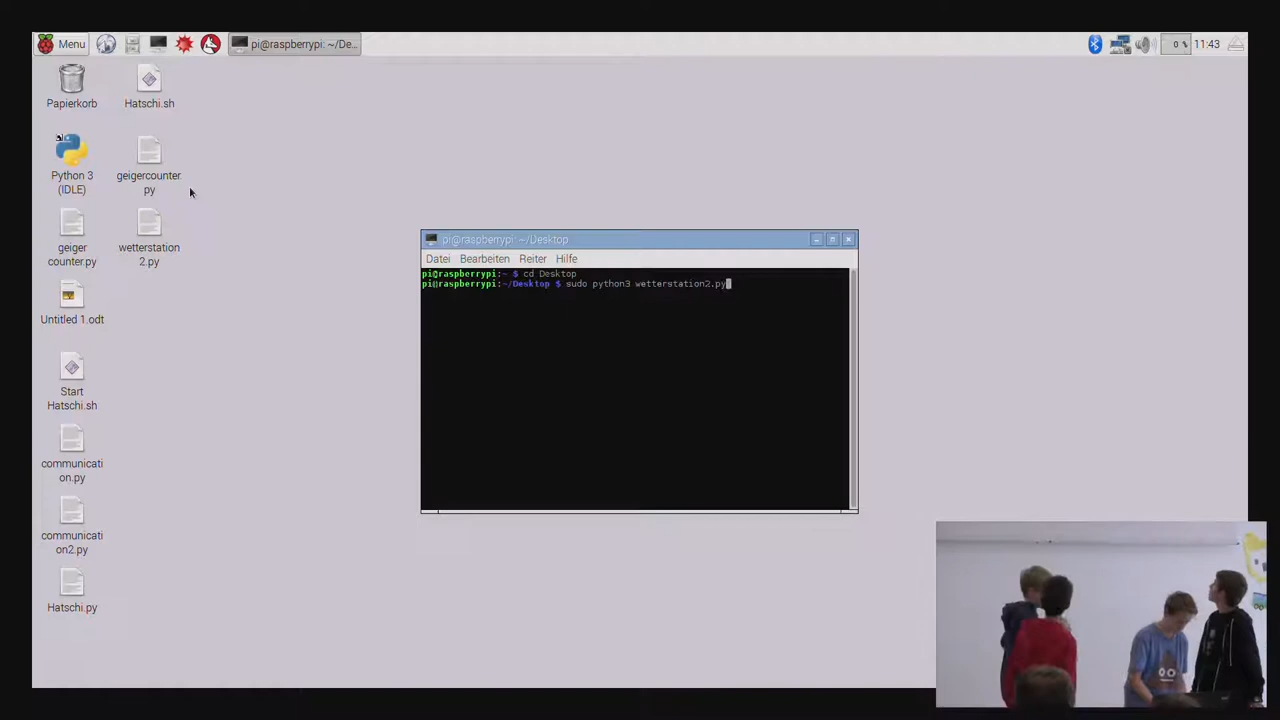 Menu
pi@raspberrypi: ~/De...
0 %
11:43
Papierkorb
Hatschi.sh
Python 3
(IDLE)
geigercounter.
py
geiger
counter.py
wetterstation
2.py
Untitled 1.odt
Start
Hatschi.sh
communicati
on.py
communicati
on2.py
Hatschi.py
pi@raspberrypi: ~/Desktop
Datei Bearbeiten Reiter Hilfe
pi@raspberrypi:~ $ cd Desktop
pi@raspberrypi:~/Desktop $ sudo python3 wetterstation2.py